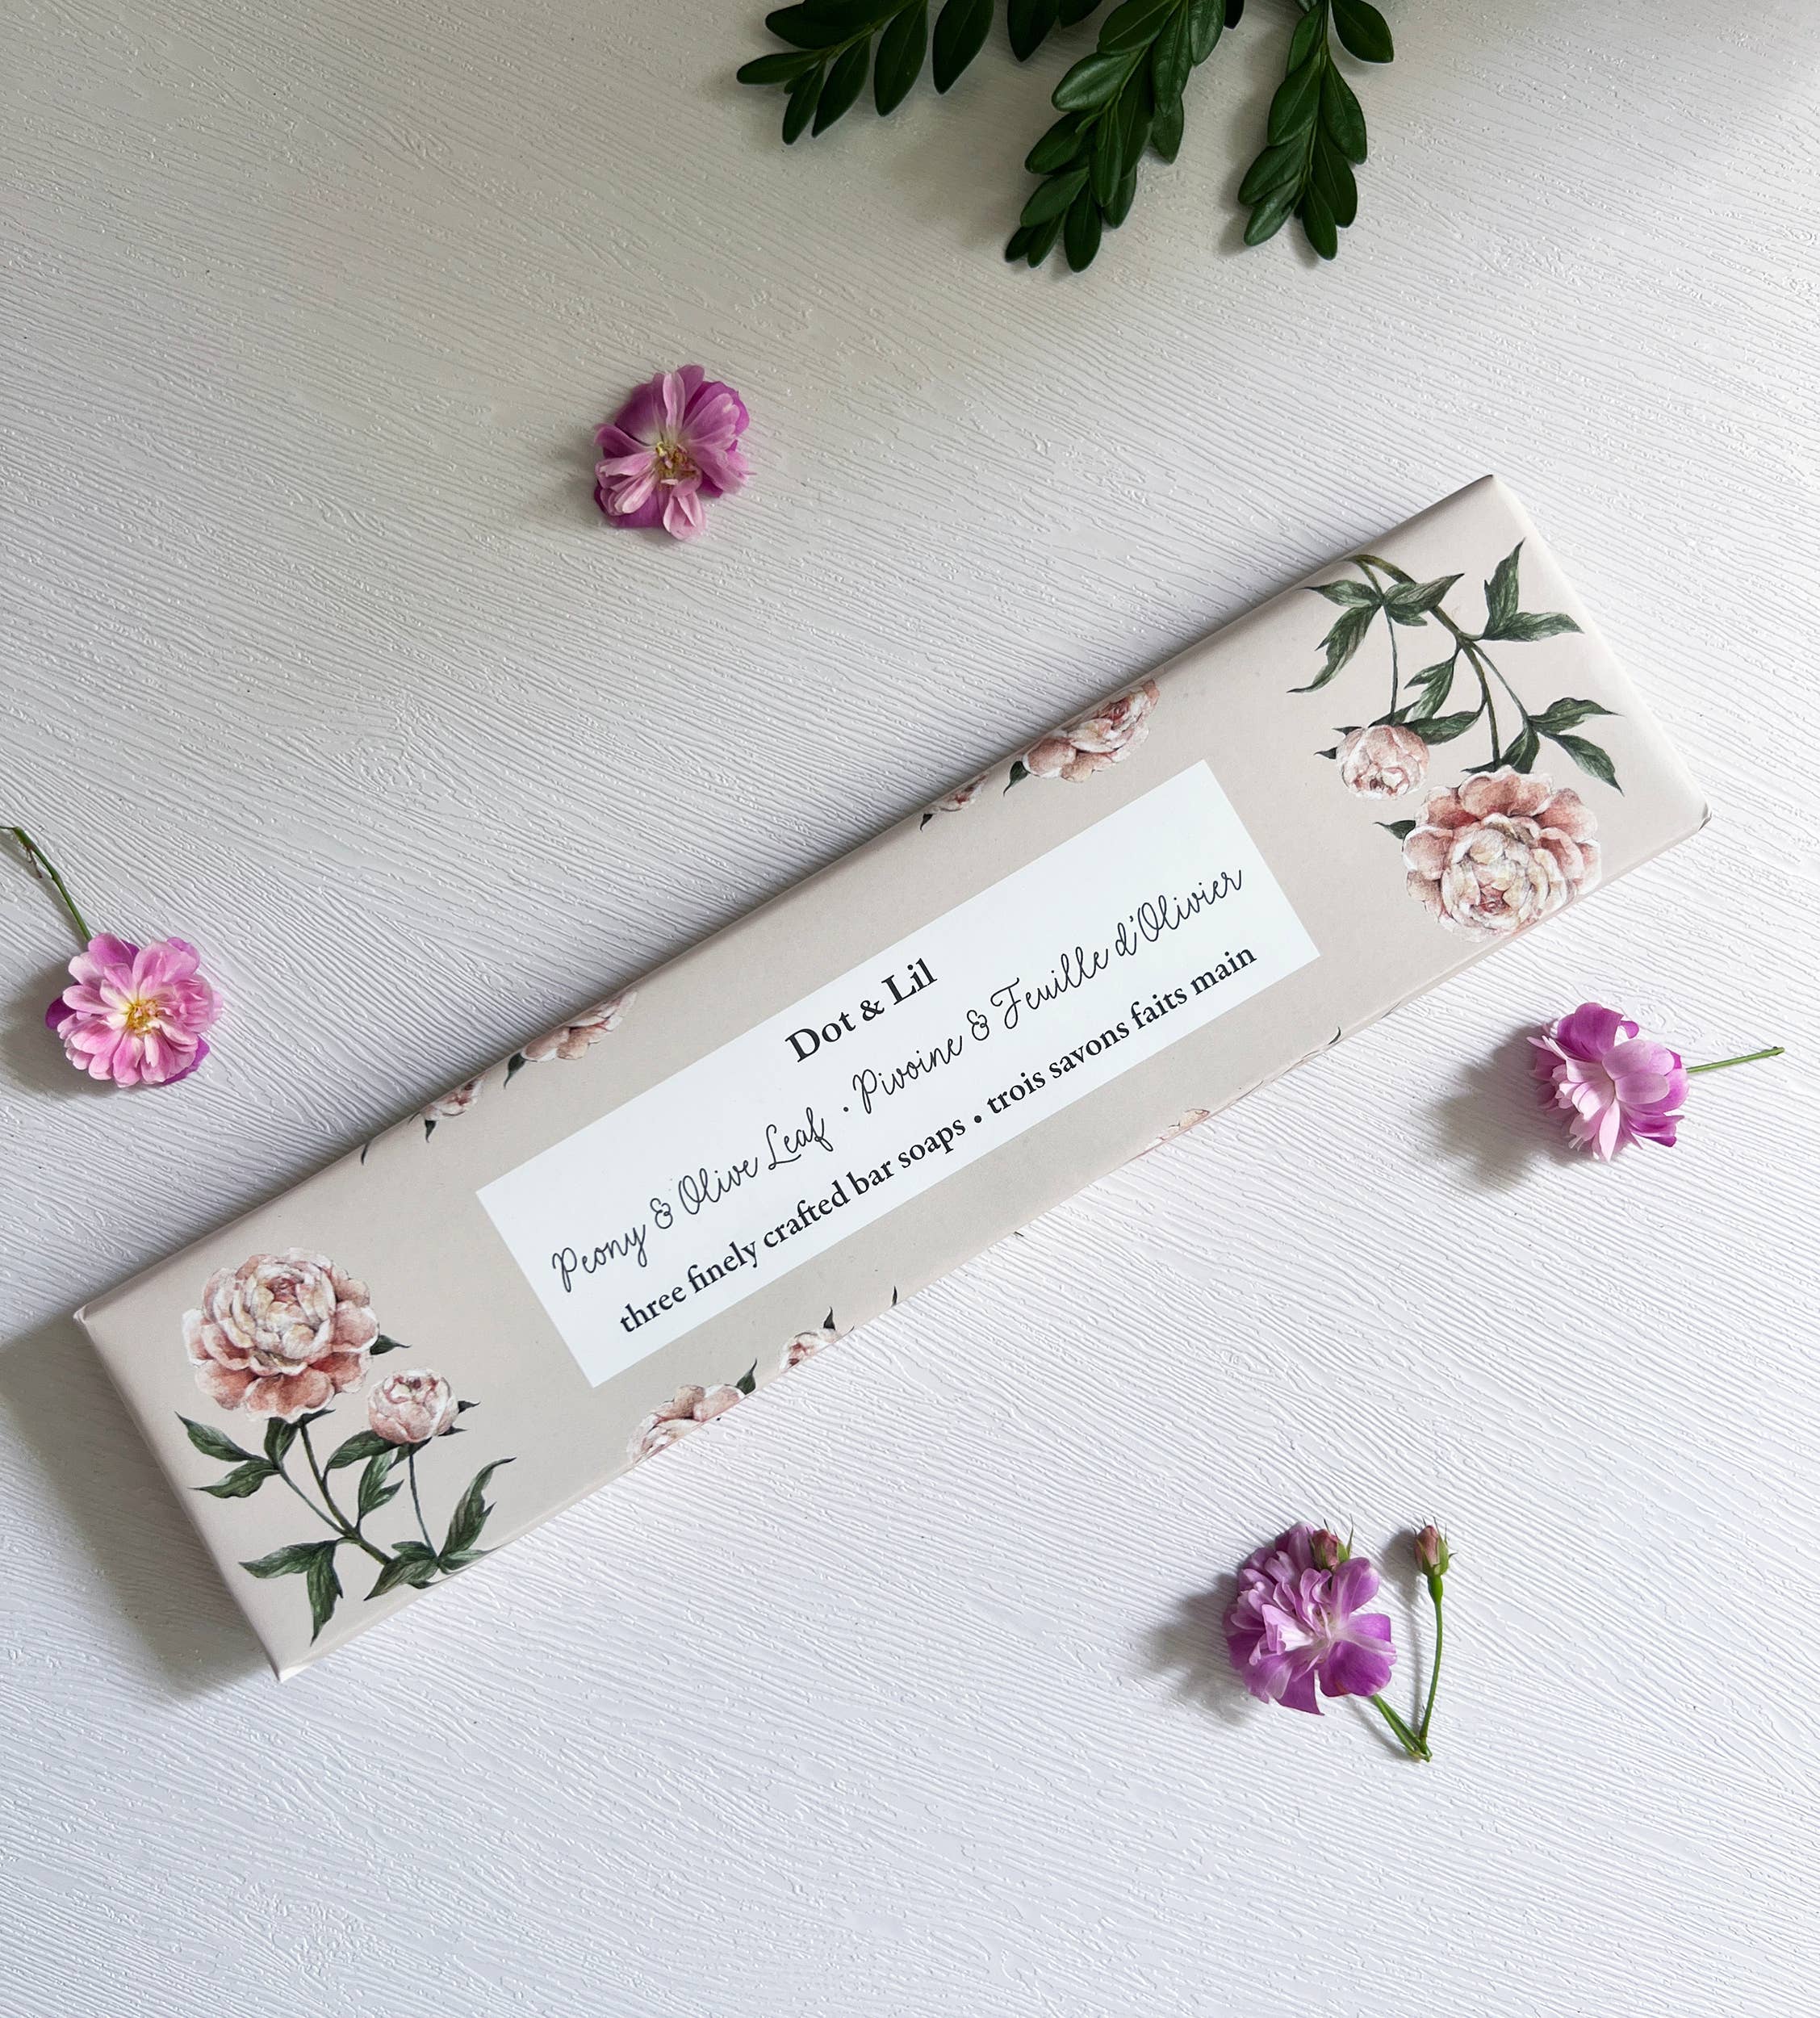 Dot & Lil
Peony & Olive Leaf · Pivoine & Feuille d'Olivier
three finely crafted bar soaps • trois savons faits main